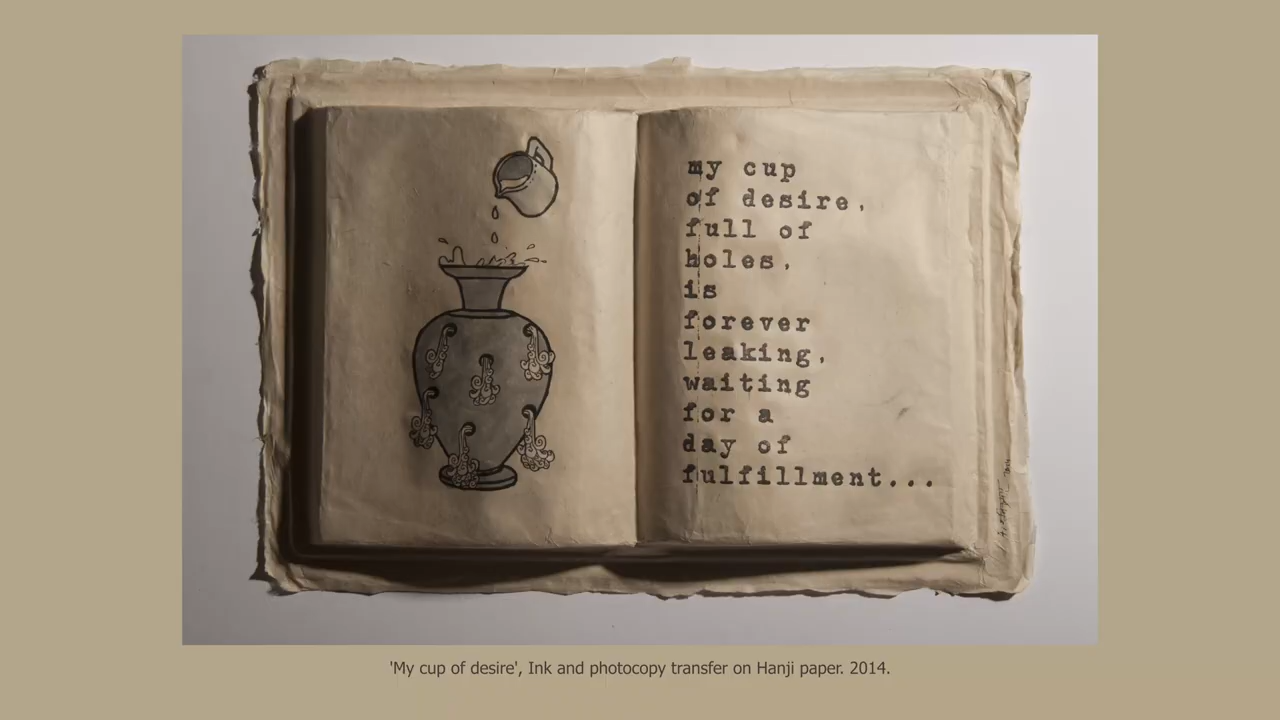 my cup
of desire,
full of
holes,
is
forever
leaking,
waiting
for a
day of
fulfillment...
'My cup of desire', Ink and photocopy transfer on Hanji paper. 2014.